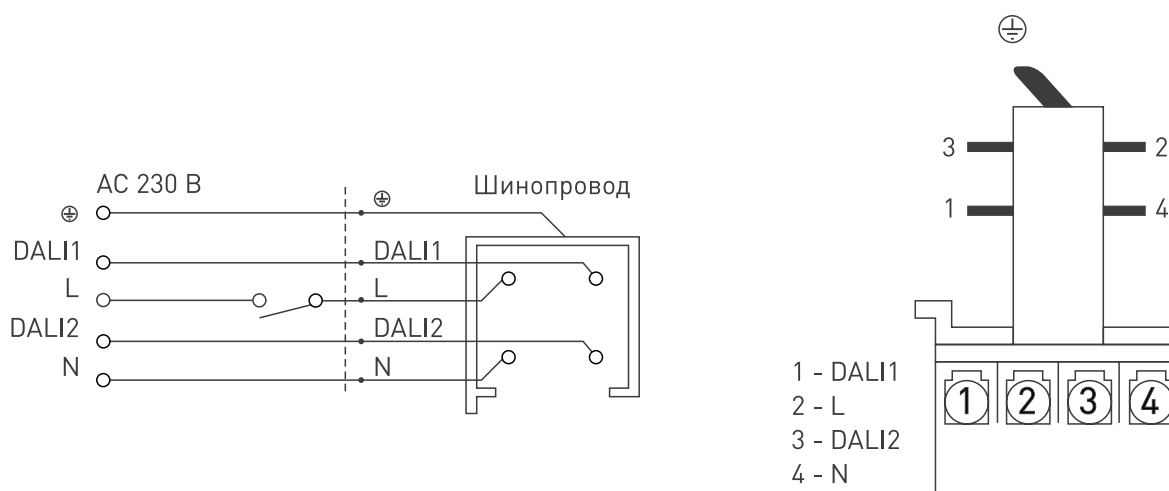 AC 230 В
DALI1
L
DALI2
N
Шинопровод
DALI1
L
DALI2
N
3
2
1
4
1 - DALI1
2 - L
3 - DALI2
4 - N
1 2 3 4